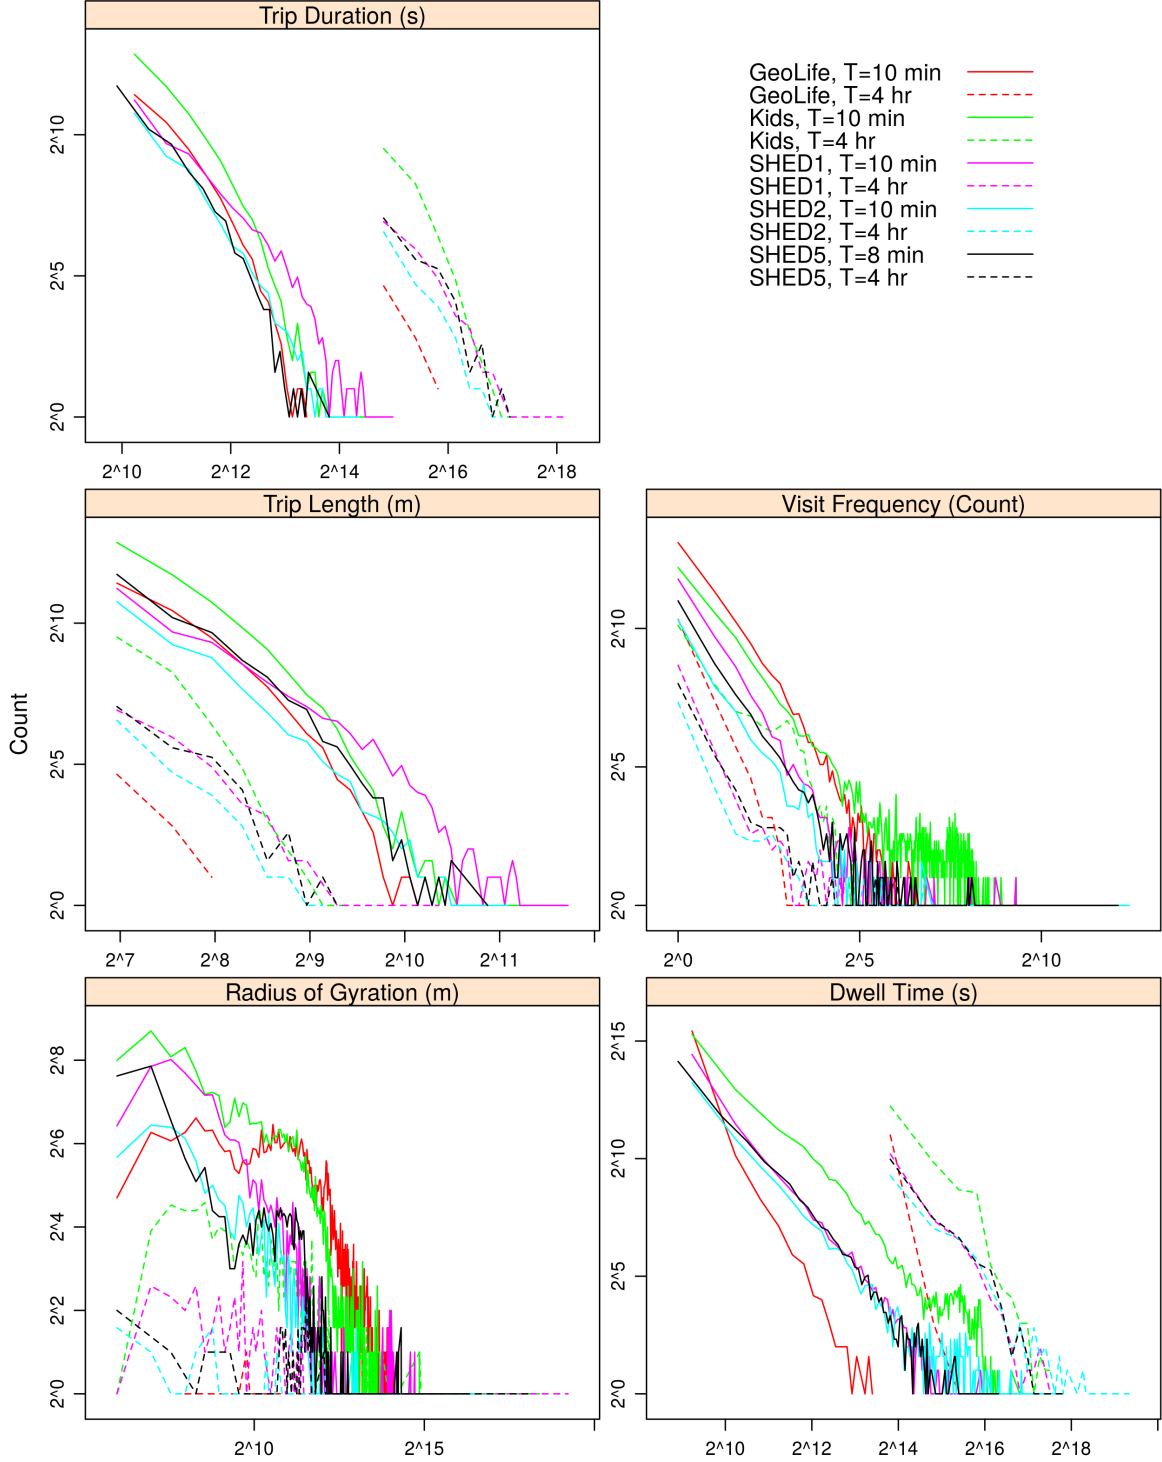 Trip Duration (s)
GeoLife, T=10 min
GeoLife, T=4 hr
Kids, T=10 min
Kids, T=4 hr
SHED1, T=10 min
SHED1, T=4 hr
SHED2, T=10 min
SHED2, T=4 hr
SHED5, T=8 min
SHED5, T=4 hr
2^10
2^5
2^0
2^10 2^12 2^14 2^16 2^18
Trip Length (m)
2^10
2^5
2^0
2^7 2^8 2^9 2^10 2^11
Visit Frequency (Count)
2^10
2^5
2^0
2^0 2^5 2^10
Count
Radius of Gyration (m)
2^8
2^6
2^4
2^2
2^0
2^10 2^15
Dwell Time (s)
2^15
2^10
2^5
2^0
2^10 2^12 2^14 2^16 2^18